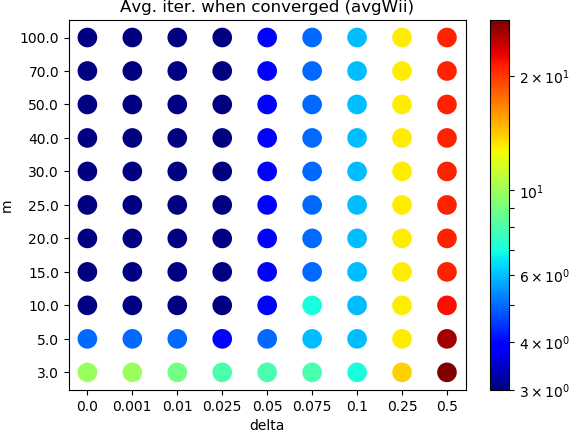 Avg. iter. when converged (avgWii)
m
100.0
70.0
50.0
40.0
30.0
25.0
20.0
15.0
10.0
5.0
3.0
0.0 0.001 0.01 0.025 0.05 0.075 0.1 0.25 0.5
delta
2 × 10¹
10¹
6 × 10⁰
4 × 10⁰
3 × 10⁰